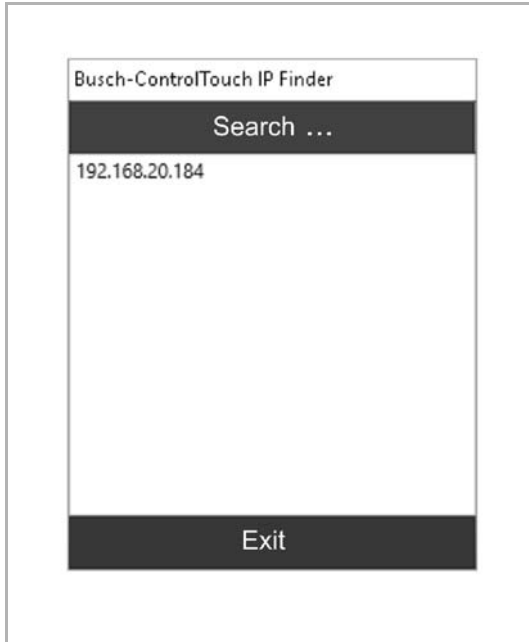 Busch-ControlTouch IP Finder
Search ...
192.168.20.184
Exit